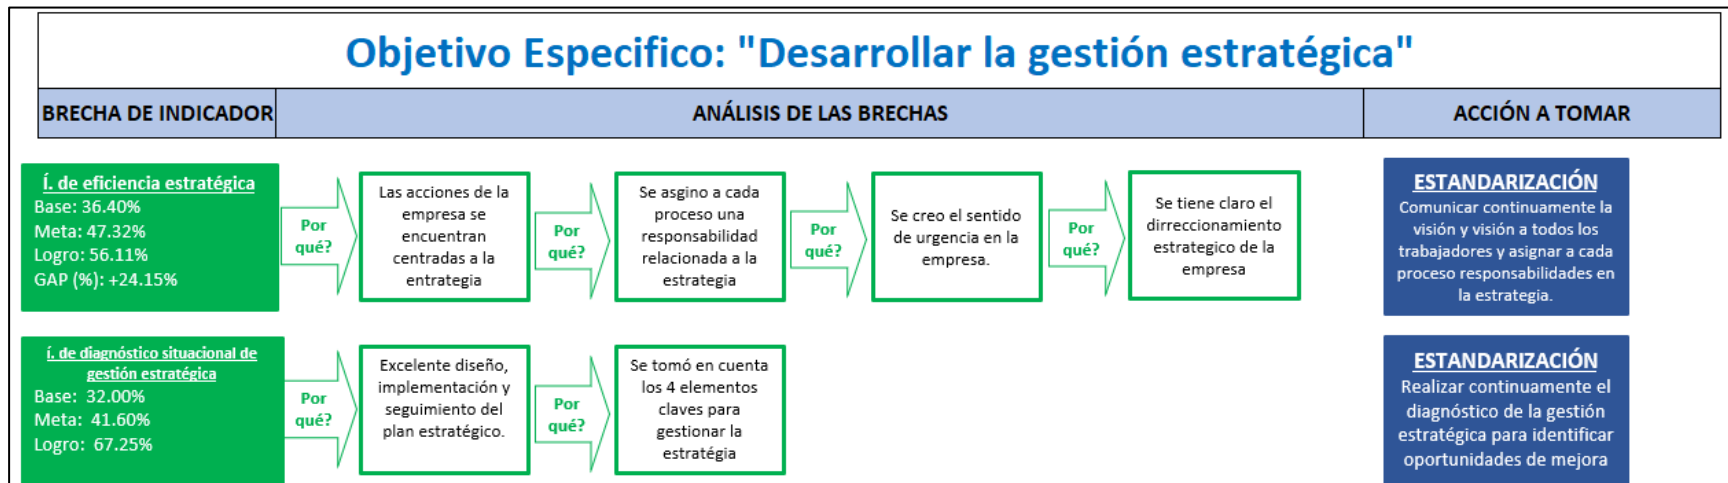 Objetivo Especifico: "Desarrollar la gestión estratégica"
BRECHA DE INDICADOR
ANÁLISIS DE LAS BRECHAS
ACCIÓN A TOMAR
Í. de eficiencia estratégica
Base: 36.40%
Meta: 47.32%
Logro: 56.11%
GAP (%): +24.15%
Por
qué?
Las acciones de la
empresa se
encuentran
centradas a la
entrategia
Por
qué?
Se asgino a cada
proceso una
responsabilidad
relacionada a la
estrategia
Por
qué?
Se creo el sentido
de urgencia en la
empresa.
Por
qué?
Se tiene claro el
dirreccionamiento
estrategico de la
empresa
ESTANDARIZACIÓN
Comunicar continuamente la
visión y visión a todos los
trabajadores y asignar a cada
proceso responsabilidades en
la estrategia.
í. de diagnóstico situacional de
gestión estratégica
Base: 32.00%
Meta: 41.60%
Logro: 67.25%
Por
qué?
Excelente diseño,
implementación y
seguimiento del
plan estratégico.
Por
qué?
Se tomó en cuenta
los 4 elementos
claves para
gestionar la
estratégia
ESTANDARIZACIÓN
Realizar continuamente el
diagnóstico de la gestión
estratégica para identificar
oportunidades de mejora